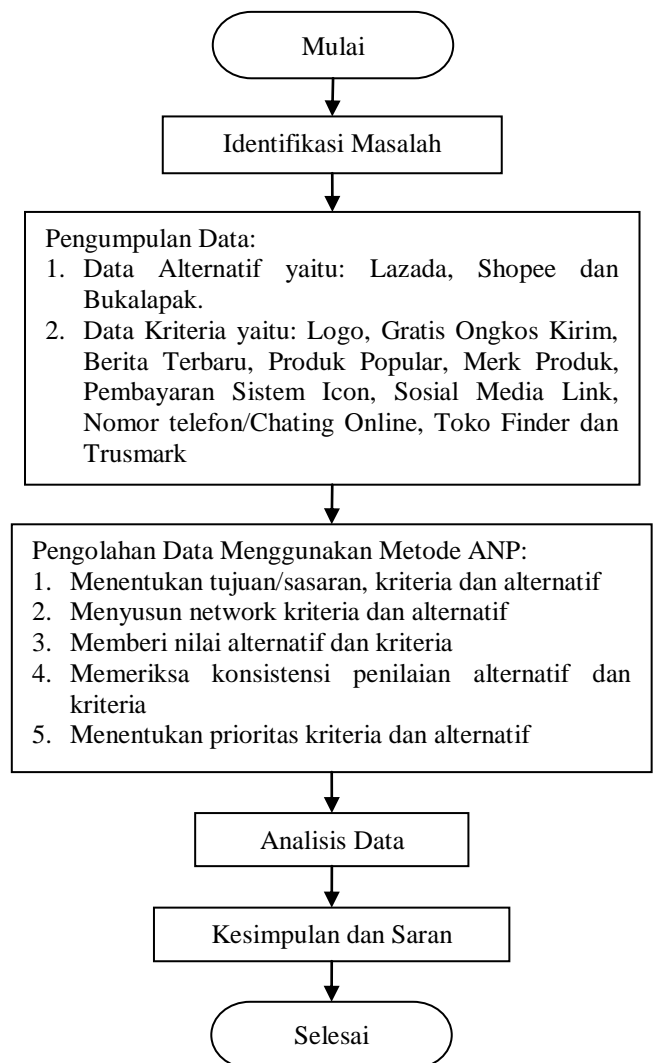 Mulai
Identifikasi Masalah
Pengumpulan Data:
1. Data Alternatif yaitu: Lazada, Shopee dan
Bukalapak.
2. Data Kriteria yaitu: Logo, Gratis Ongkos Kirim,
Berita Terbaru, Produk Popular, Merk Produk,
Pembayaran Sistem Icon, Sosial Media Link,
Nomor telefon/Chating Online, Toko Finder dan
Trusmark
Pengolahan Data Menggunakan Metode ANP:
1. Menentukan tujuan/sasaran, kriteria dan alternatif
2. Menyusun network kriteria dan alternatif
3. Memberi nilai alternatif dan kriteria
4. Memeriksa konsistensi penilaian alternatif dan
kriteria
5. Menentukan prioritas kriteria dan alternatif
Analisis Data
Kesimpulan dan Saran
Selesai